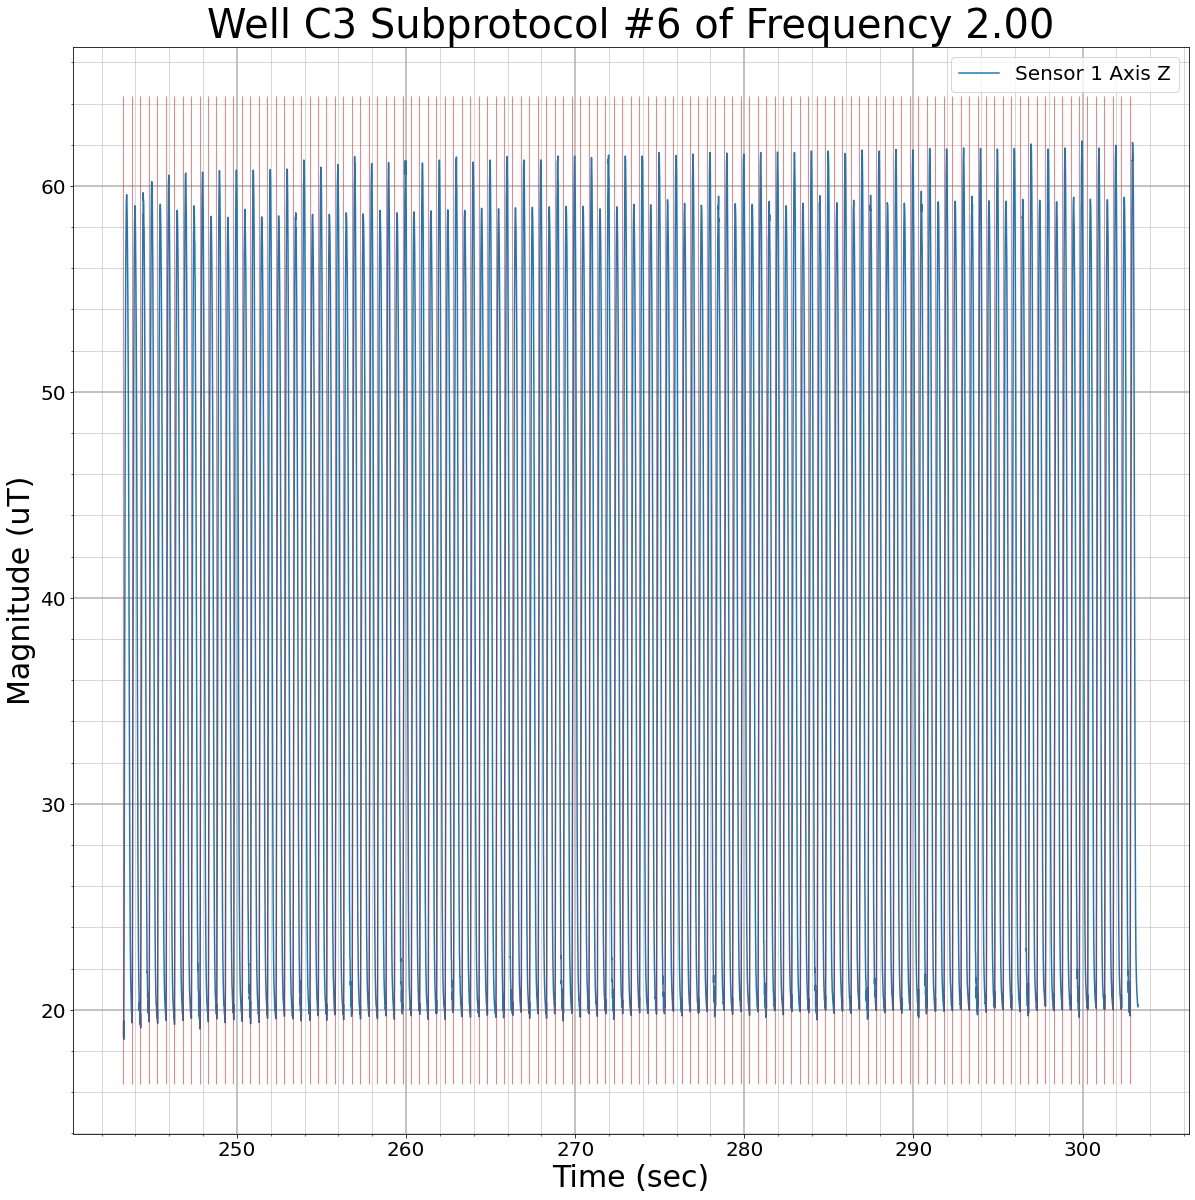 Well C3 Subprotocol #6 of Frequency 2.00
Sensor 1 Axis Z
60
50
40
30
20
Magnitude (uT)
250 260 270 280 290 300
Time (sec)